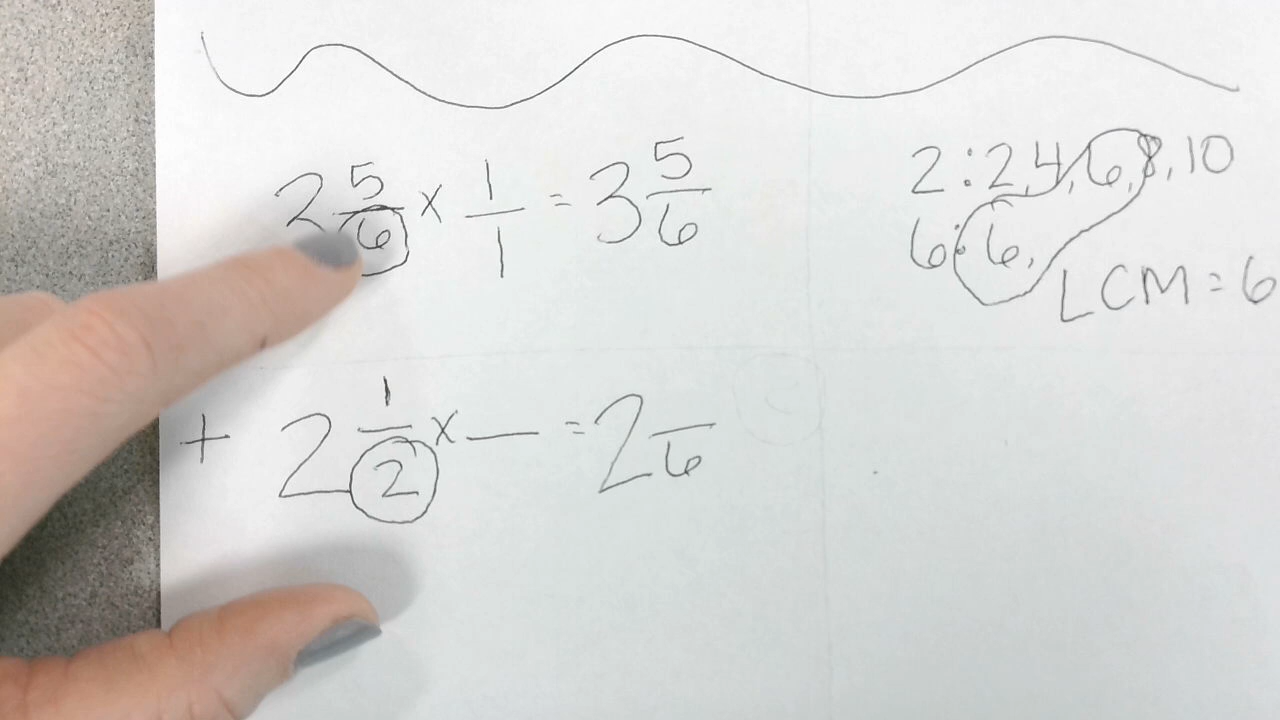 2 5/6 x 1/1 = 3 5/6
2:2,4,6,8,10
6:6,
LCM = 6
+ 2 1/2 x — = 2 —/6